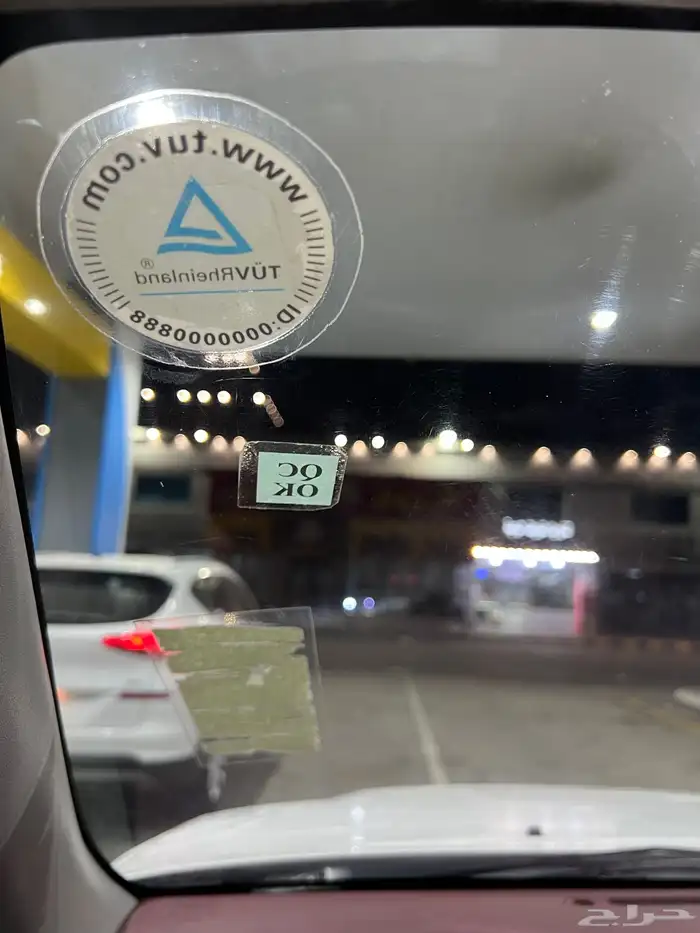 www.tuv.com
TÜVRheinland®
ID:0000000888
QC
OK
حراج